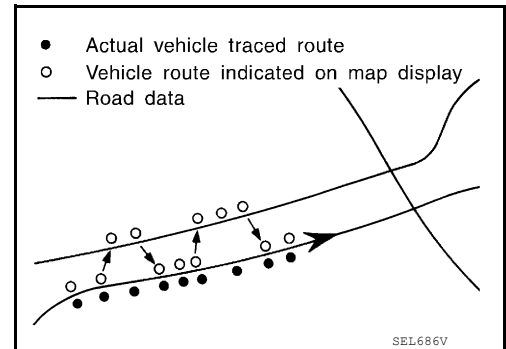 Actual vehicle traced route
Vehicle route indicated on map display
Road data
SEL686V